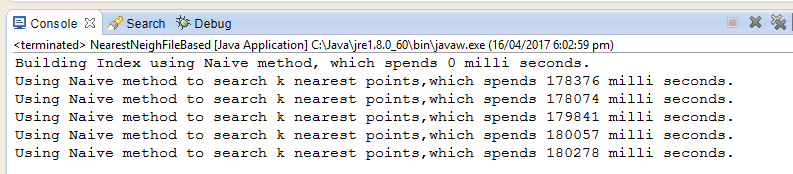 Console Search Debug
<terminated> NearestNeighFileBased [Java Application] C:\Java\jre1.8.0_60\bin\javaw.exe (16/04/2017 6:02:59 pm)
Building Index using Naive method, which spends 0 milli seconds.
Using Naive method to search k nearest points,which spends 178376 milli seconds.
Using Naive method to search k nearest points,which spends 178074 milli seconds.
Using Naive method to search k nearest points,which spends 179841 milli seconds.
Using Naive method to search k nearest points,which spends 180057 milli seconds.
Using Naive method to search k nearest points,which spends 180278 milli seconds.